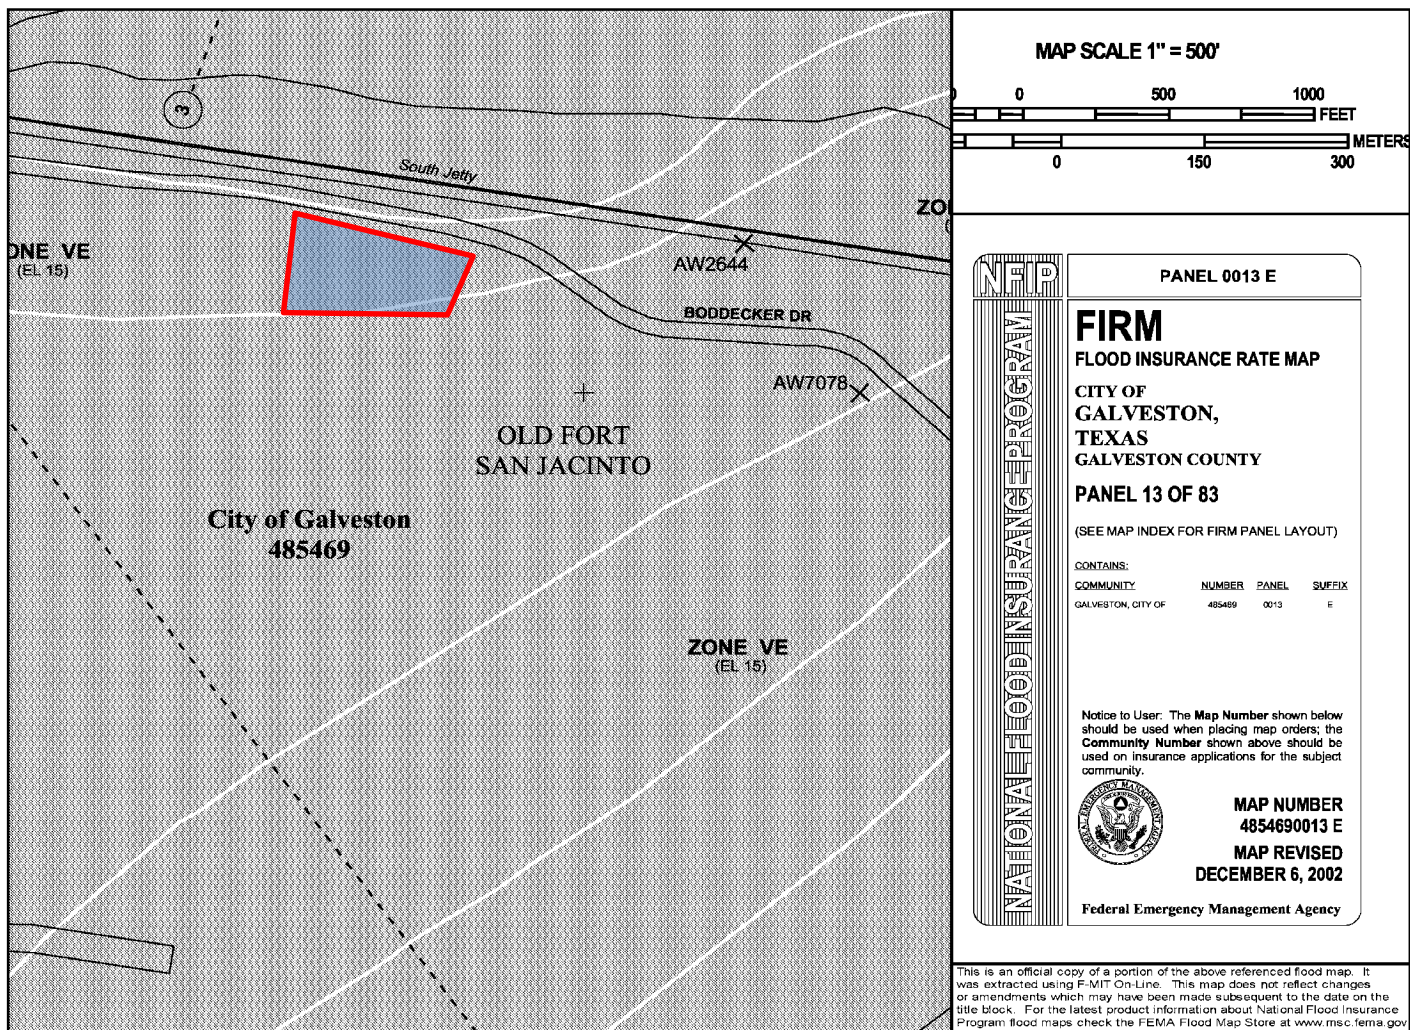 3
South Jetty
ONE VE
(EL 15)
ZO
AW2644
BODDECKER DR
AW7078
OLD FORT
SAN JACINTO
City of Galveston
485469
ZONE VE
(EL 15)
MAP SCALE 1" = 500'
0 500 1000
FEET
METERS
0 150 300
NFIP
PANEL 0013 E
NATIONAL FLOOD INSURANCE PROGRAM
FIRM
FLOOD INSURANCE RATE MAP
CITY OF
GALVESTON,
TEXAS
GALVESTON COUNTY
PANEL 13 OF 83
(SEE MAP INDEX FOR FIRM PANEL LAYOUT)
CONTAINS:
COMMUNITY NUMBER PANEL SUFFIX
GALVESTON, CITY OF 485469 0013 E
Notice to User: The Map Number shown below
should be used when placing map orders; the
Community Number shown above should be
used on insurance applications for the subject
community.
FEDERAL EMERGENCY MANAGEMENT AGENCY
MAP NUMBER
4854690013 E
MAP REVISED
DECEMBER 6, 2002
Federal Emergency Management Agency
This is an official copy of a portion of the above referenced flood map. It
was extracted using F-MIT On-Line. This map does not reflect changes
or amendments which may have been made subsequent to the date on the
title block. For the latest product information about National Flood Insurance
Program flood maps check the FEMA Flood Map Store at www.msc.fema.gov